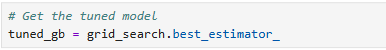 # Get the tuned model
tuned_gb = grid_search.best_estimator_